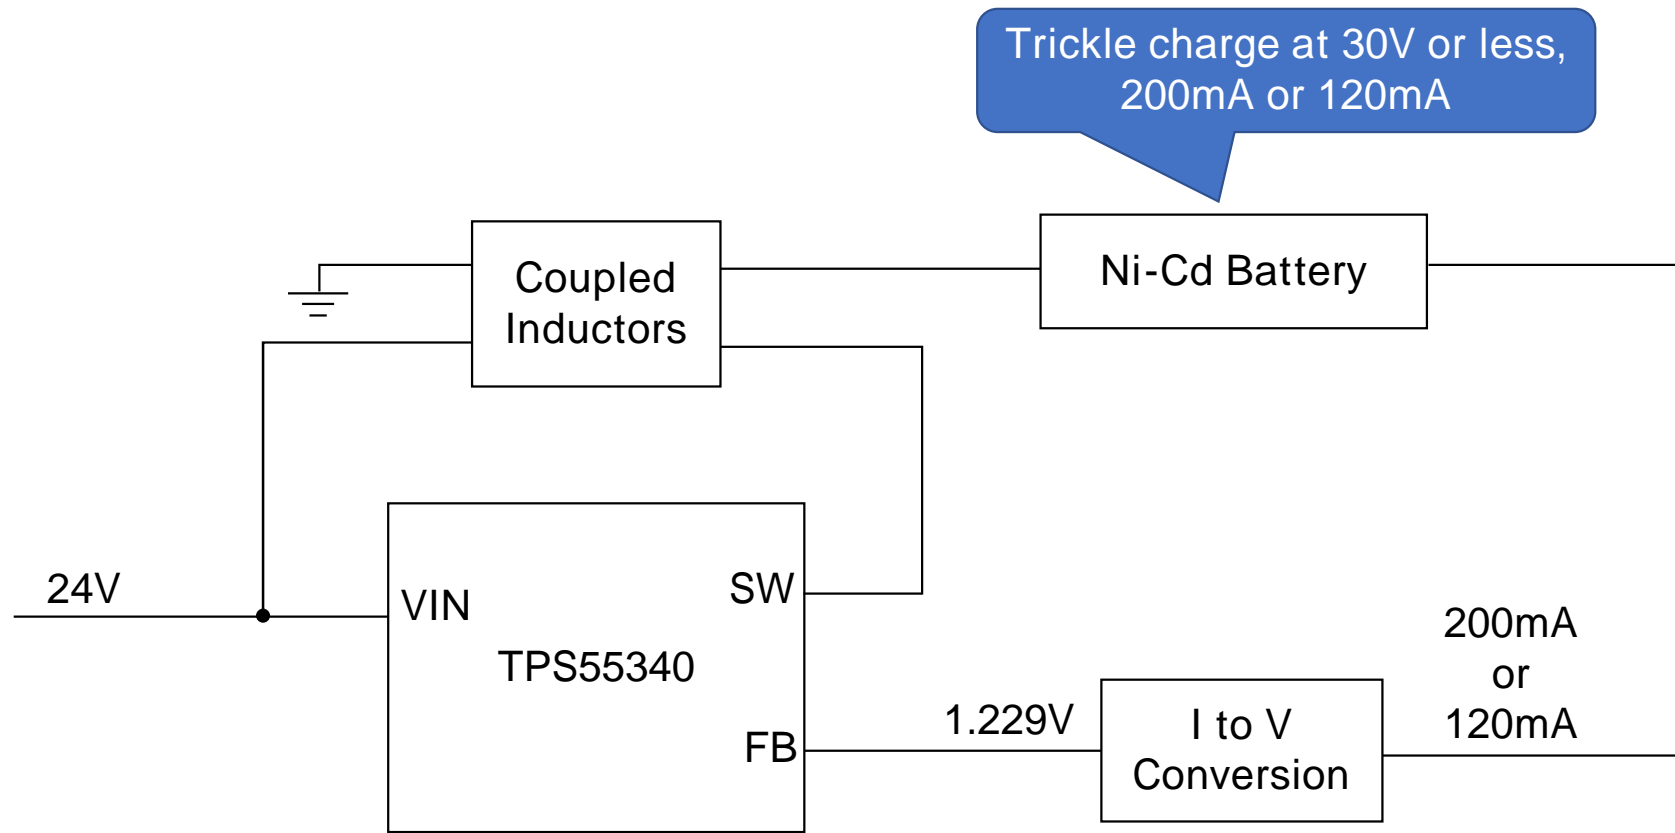 Trickle charge at 30V or less,
200mA or 120mA
Coupled
Inductors
Ni-Cd Battery
24V
VIN
SW
TPS55340
FB
1.229V
I to V
Conversion
200mA
or
120mA